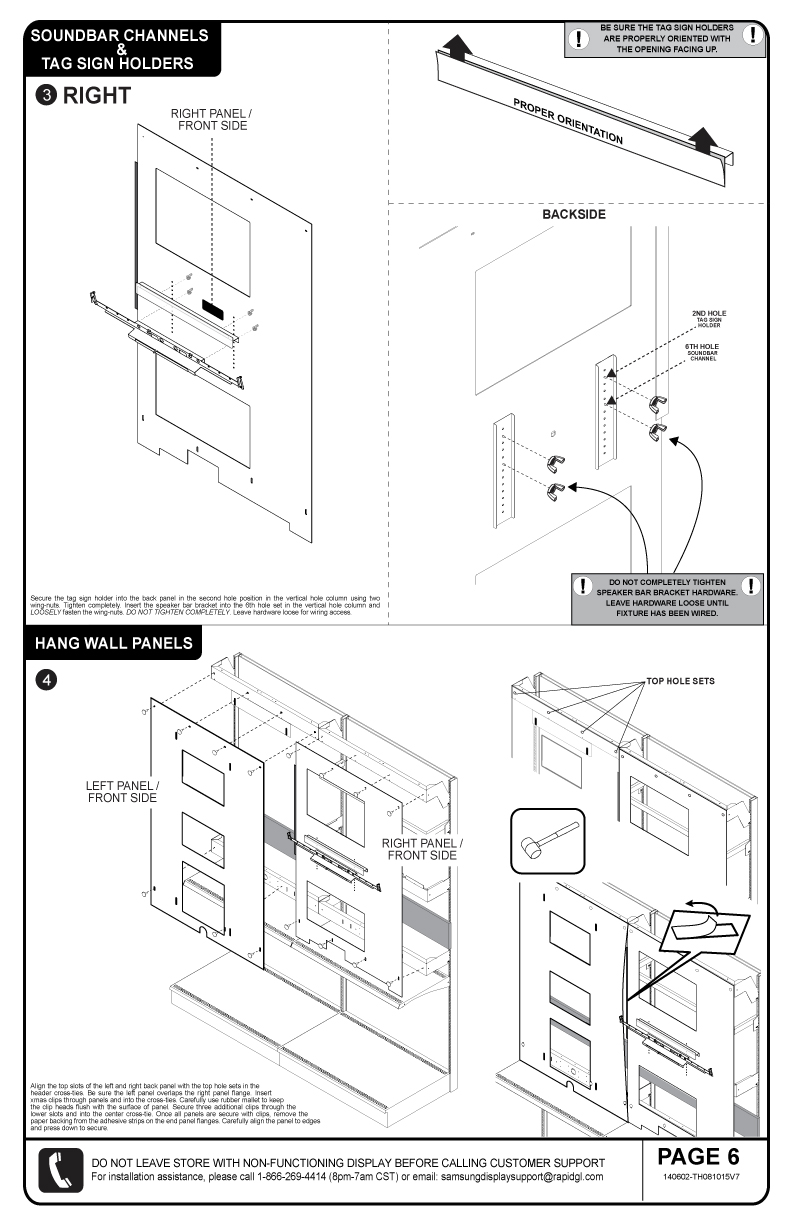 SOUNDBAR CHANNELS
&
TAG SIGN HOLDERS
3 RIGHT
RIGHT PANEL /
FRONT SIDE
! BE SURE THE TAG SIGN HOLDERS !
ARE PROPERLY ORIENTED WITH
THE OPENING FACING UP.
PROPER ORIENTATION
BACKSIDE
2ND HOLE
TAG SIGN
HOLDER
6TH HOLE
SOUNDBAR
CHANNEL
! DO NOT COMPLETELY TIGHTEN !
SPEAKER BAR BRACKET HARDWARE.
LEAVE HARDWARE LOOSE UNTIL
FIXTURE HAS BEEN WIRED.
Secure the tag sign holder into the back panel in the second hole position in the vertical hole column using two
wing-nuts. Tighten completely. Insert the speaker bar bracket into the 6th hole set in the vertical hole column and
LOOSELY fasten the wing-nuts. DO NOT TIGHTEN COMPLETELY. Leave hardware loose for wiring access.
HANG WALL PANELS
4
LEFT PANEL /
FRONT SIDE
RIGHT PANEL /
FRONT SIDE
TOP HOLE SETS
Align the top slots of the left and right back panel with the top hole sets in the
header cross-ties. Be sure the left panel overlaps the right panel flange. Insert
xmas clips through panels and into the cross-ties. Carefully use rubber mallet to keep
the clip heads flush with the surface of panel. Secure three additional clips through the
lower slots and into the center cross-tie. Once all panels are secure with clips, remove the
paper backing from the adhesive strips on the end panel flanges. Carefully align the panel to edges
and press down to secure.
DO NOT LEAVE STORE WITH NON-FUNCTIONING DISPLAY BEFORE CALLING CUSTOMER SUPPORT
For installation assistance, please call 1-866-269-4414 (8pm-7am CST) or email: samsungdisplaysupport@rapidgl.com
PAGE 6
140602-TH081015V7